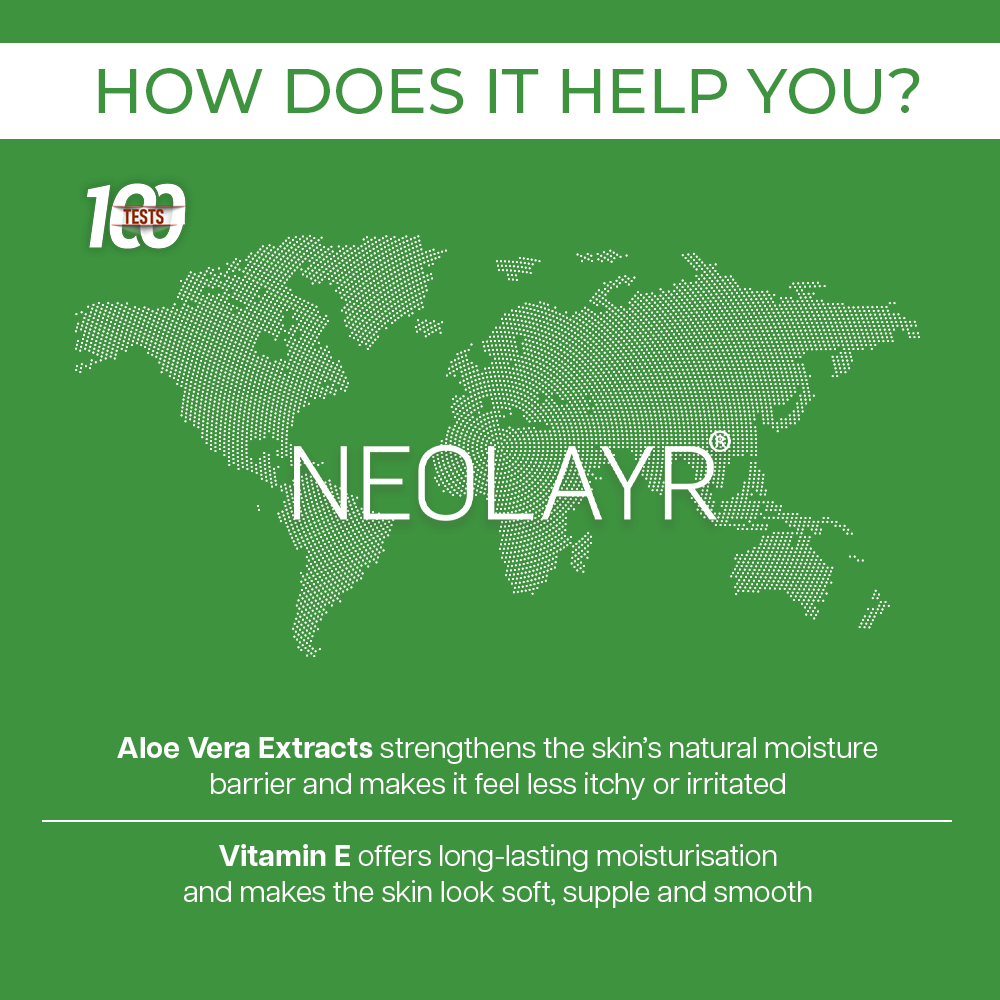 HOW DOES IT HELP YOU?
100
TESTS
NEOLAYR®
Aloe Vera Extracts strengthens the skin's natural moisture
barrier and makes it feel less itchy or irritated
Vitamin E offers long-lasting moisturisation
and makes the skin look soft, supple and smooth